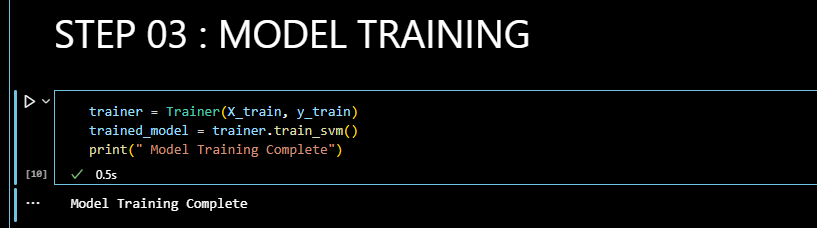 STEP 03 : MODEL TRAINING
trainer = Trainer(X_train, y_train)
trained_model = trainer.train_svm()
print(" Model Training Complete")
[10]
0.5s
...
Model Training Complete